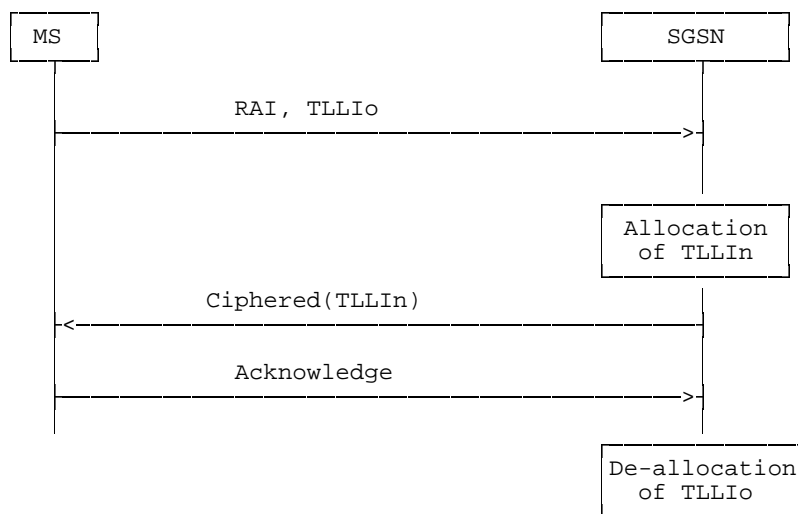 MS
SGSN
RAI, TLLIo
Allocation
of TLLIn
Ciphered(TLLIn)
Acknowledge
De-allocation
of TLLIo